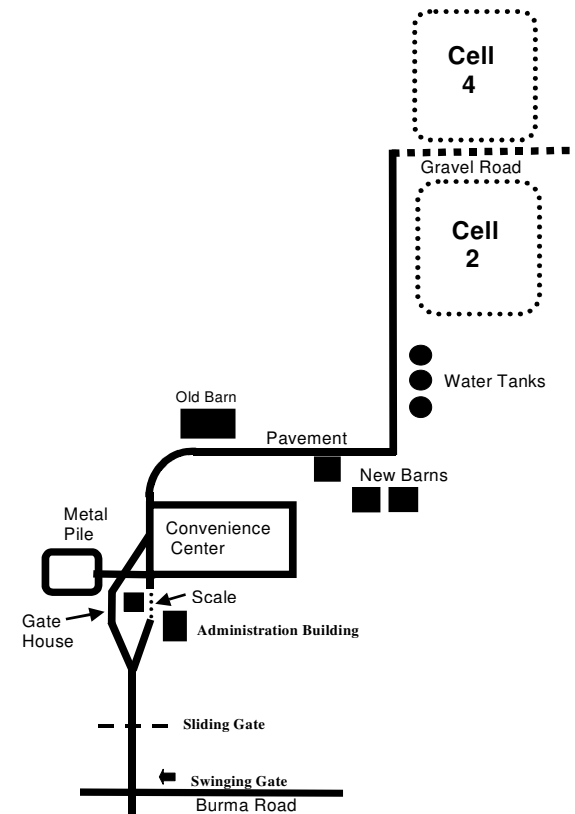 Cell
4
Gravel Road
Cell
2
Water Tanks
Old Barn
Pavement
New Barns
Metal
Pile
Convenience
Center
Scale
Gate
House
Administration Building
Sliding Gate
Swinging Gate
Burma Road